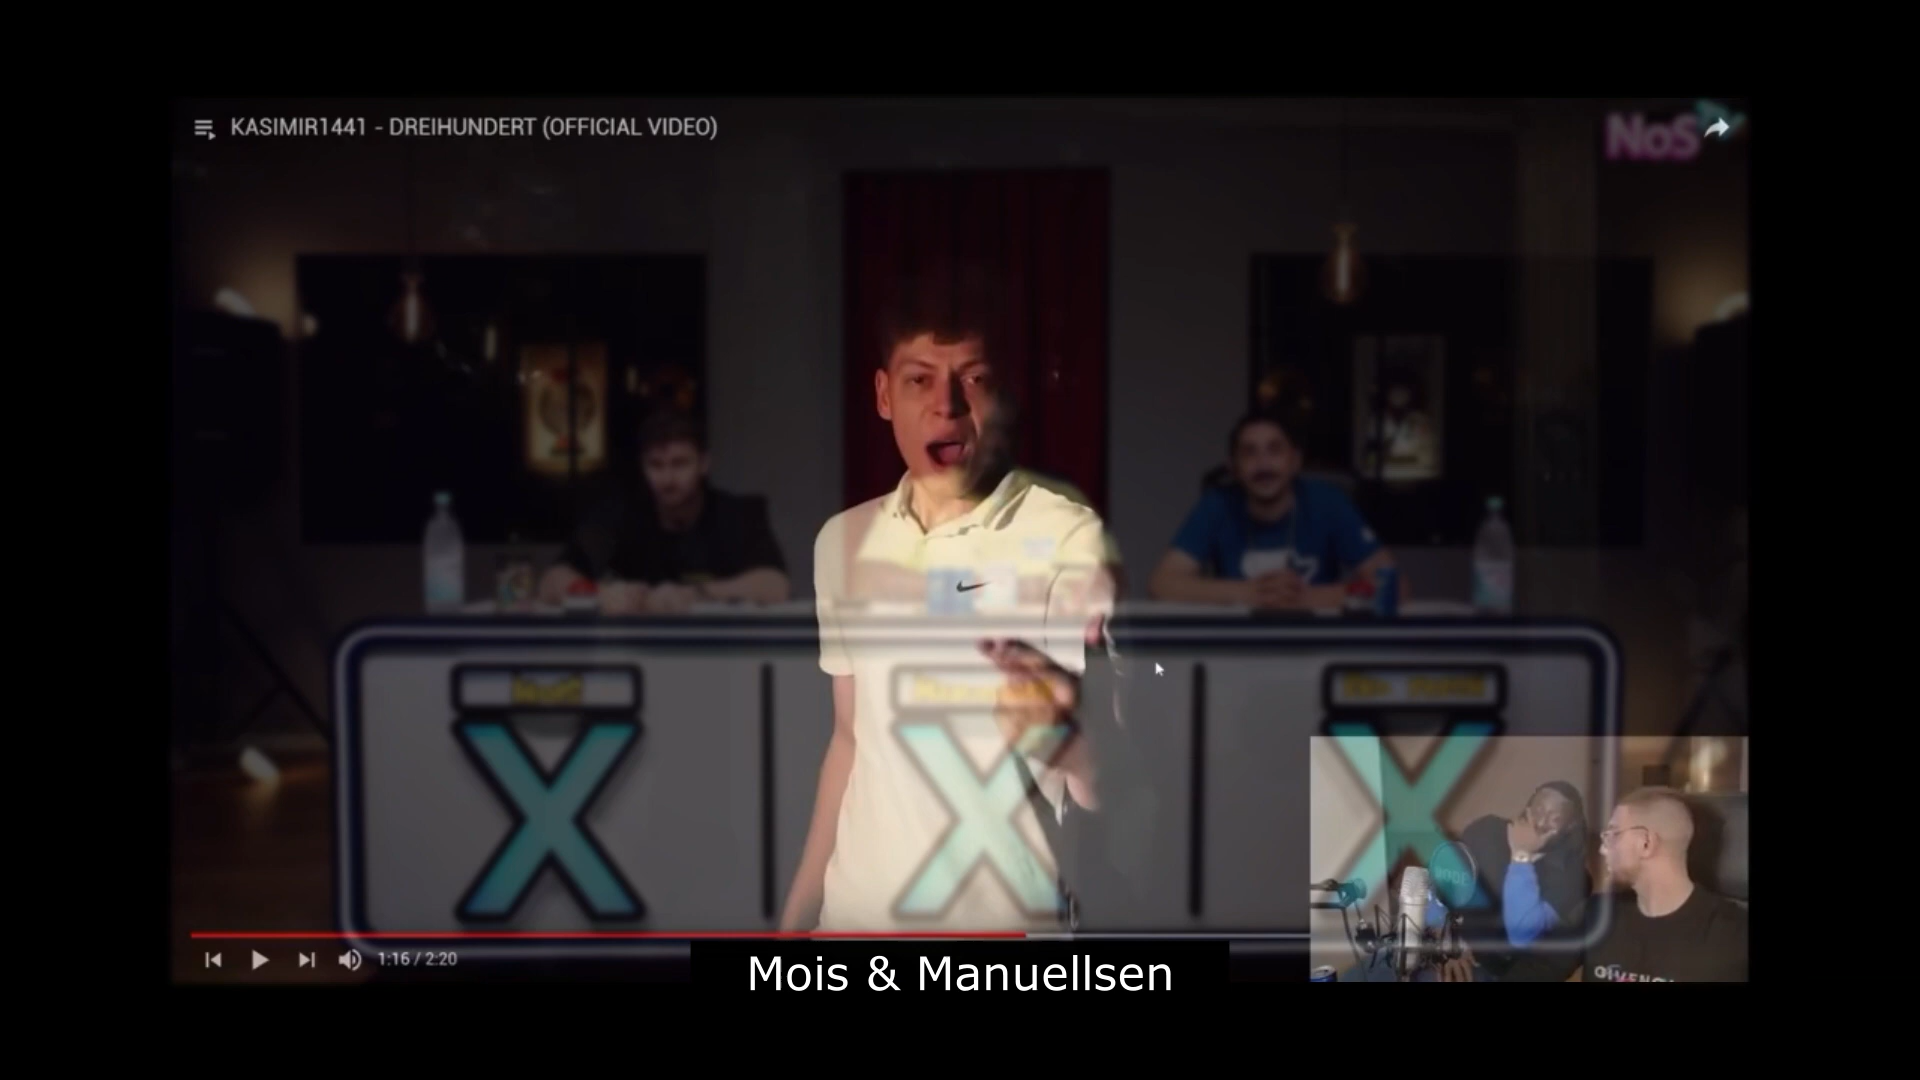 KASIMIR1441 - DREIHUNDERT (OFFICIAL VIDEO)
NoS
X X X
1:16 / 2:20
Mois & Manuellsen